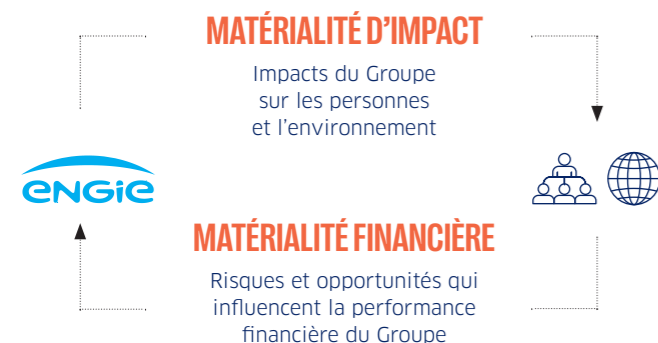 MATÉRIALITÉ D’IMPACT
Impacts du Groupe
sur les personnes
et l’environnement
ENGIE
MATÉRIALITÉ FINANCIÈRE
Risques et opportunités qui
influencent la performance
financière du Groupe